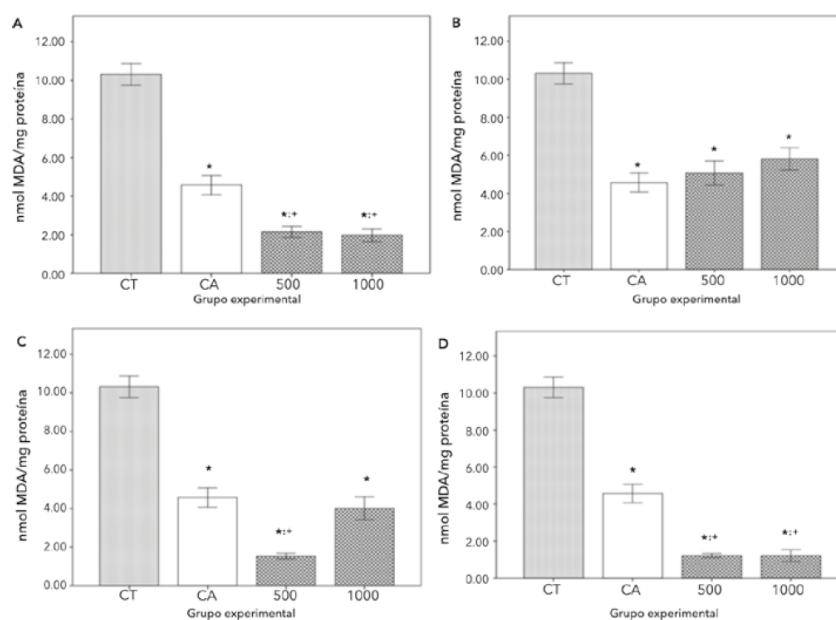 A
nmol MDA/mg proteína
12.00
10.00
8.00
6.00
4.00
2.00
0.00
*
*:+
*:+
CT CA 500 1000
Grupo experimental
B
nmol MDA/mg proteína
12.00
10.00
8.00
6.00
4.00
2.00
0.00
*
*
*
CT CA 500 1000
Grupo experimental
C
nmol MDA/mg proteína
12.00
10.00
8.00
6.00
4.00
2.00
0.00
*
*:+
*
CT CA 500 1000
Grupo experimental
D
nmol MDA/mg proteína
12.00
10.00
8.00
6.00
4.00
2.00
0.00
*
*:+
*:+
CT CA 500 1000
Grupo experimental